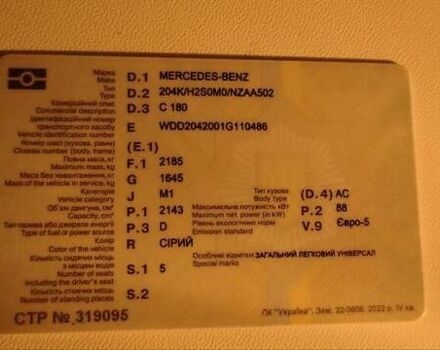 Марка
Make D.1 MERCEDES-BENZ
Тип
Type D.2 204K/H2S0M0/NZAA502
Комерційний опис
Commercial description D.3 C 180
Ідентифікаційний номер
транспортного засобу
Vehicle identification number E WDD2042001G110486
Номер шасі (кузова, рами)
Chassis number (body, frame) (E.1)
Повна маса, кг
Maximum mass, kg F.1 2185
Маса без навантаження, кг
Mass of the vehicle in service, kg G 1645
Категорія
Vehicle category J M1 Тип кузова
Body type (D.4) AC
Об'єм двигуна, см³
Capacity, cm³ P.1 2143 Максимальна потужність, кВт
Maximum net power (in kW) P.2 88
Тип палива або джерела енергії
Type of fuel or power source P.3 D Рівень екологічних норм
Emission standard V.9 Євро-5
Колір
Color of the vehicle R СІРИЙ
Кількість сидячих місць
з місцем водія
Number of seats
including the driver's seat S.1 5 Особливі відмітки ЗАГАЛЬНИЙ ЛЕГКОВИЙ УНІВЕРСАЛ
Special marks
Кількість стоячих місць
Number of standing places S.2
СТР № 319095
ПК "Україна". Зам. 22-3606. 2022 р. IV кв.